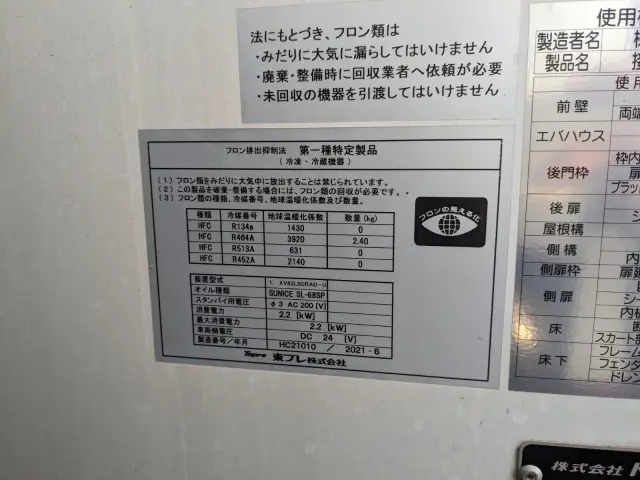 法にもとづき、フロン類は
・みだりに大気に漏らしてはいけません
・廃棄・整備時に回収業者へ依頼が必要
・未回収の機器を引渡してはいけません
フロン排出抑制法 第一種特定製品
(冷凍・冷蔵機器)
(1) フロン類をみだりに大気中に放出することは禁じられています。
(2) この製品を破棄・整備する場合には、フロン類の回収が必要です。
(3) フロン類の種類、冷媒番号、地球温暖化係数及び数量。
種類 冷媒番号 地球温暖化係数 数量(kg)
HFC R134a 1430 0
HFC R404A 3920 2.40
HFC R513A 631 0
HFC R452A 2140 0
フロンの見える化
装置型式
オイル種類 SUNICE SL-68SP
スタンバイ用電圧 φ3 AC 200 [V]
消費電力 2.2 [kW]
最大消費電力 2.2 [kW]
車両側電圧 DC 24 [V]
製造番号/年月 HC21010 / 2021-6
Topre 東プレ株式会社
製造者名
製品名
前壁 両端
エバハウス
後門枠 枠内
後扉
屋根構
側構
側扉枠
側扉
床
床下
株式会社